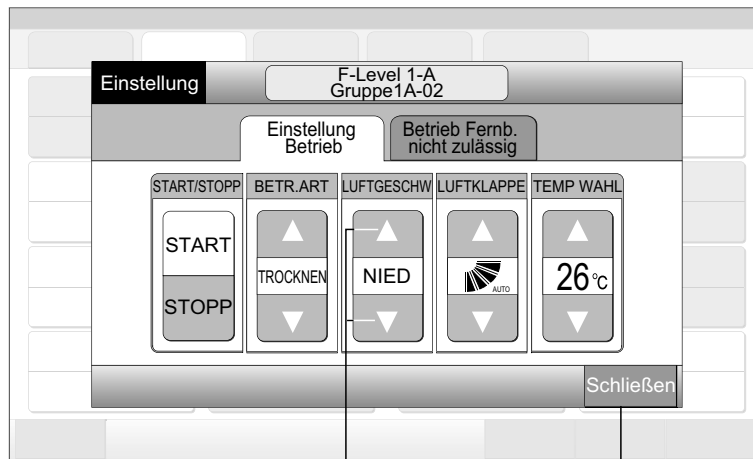 Einstellung
F-Level 1-A
Gruppe1A-02
Einstellung
Betrieb
Betrieb Fernb.
nicht zulässig
START/STOPP
BETR.ART
LUFTGESCHW
LUFTKLAPPE
TEMP WAHL
START
STOPP
TROCKNEN
NIED
AUTO
26°C
Schließen